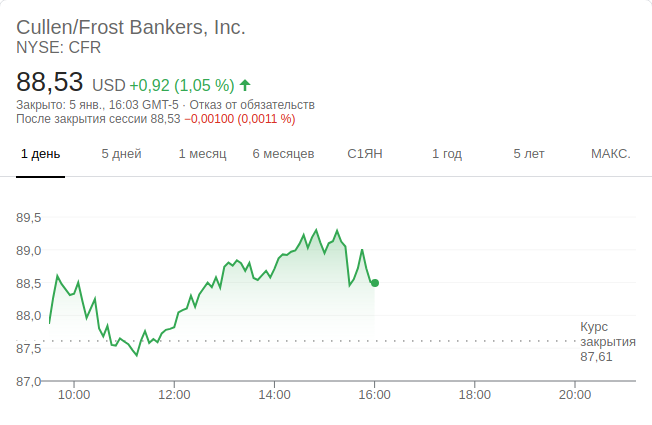 Cullen/Frost Bankers, Inc.
NYSE: CFR
88,53 USD +0,92 (1,05 %)
Закрыто: 5 янв., 16:03 GMT-5 · Отказ от обязательств
После закрытия сессии 88,53 −0,00100 (0,0011 %)
1 день 5 дней 1 месяц 6 месяцев С1ЯН 1 год 5 лет МАКС.
89,5
89,0
88,5
88,0
87,5
87,0
Курс
закрытия
87,61
10:00 12:00 14:00 16:00 18:00 20:00